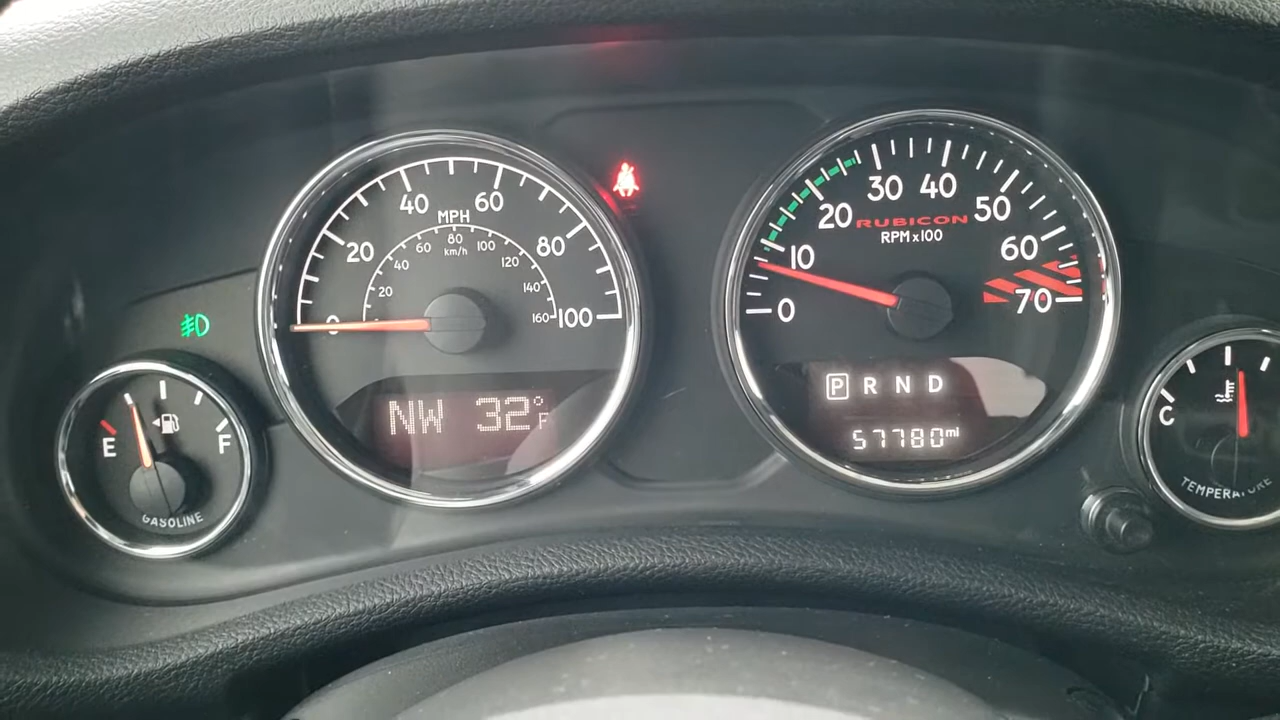 E F
GASOLINE
0 20 40 60 80 100
MPH
20 40 60 80 100 120 140 160
km/h
NW 32°F
0 10 20 30 40 50 60 70
RUBICON
RPM x100
P R N D
57780mi
C
TEMPERATURE